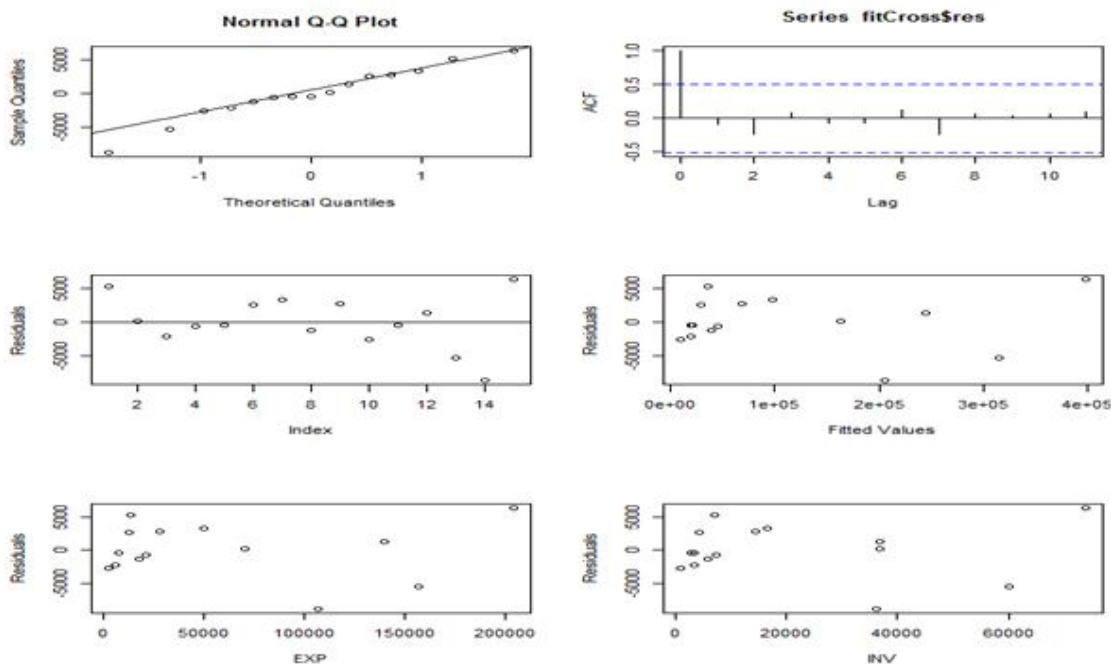 Normal Q-Q Plot
Sample Quantiles
5000
0
-5000
-1
0
1
Theoretical Quantiles
Series fitCross$res
ACF
1.0
0.5
0.0
-0.5
0
2
4
6
8
10
Lag
Residuals
5000
0
-5000
2
4
6
8
10
12
14
Index
Residuals
5000
0
-5000
0e+00
1e+05
2e+05
3e+05
4e+05
Fitted Values
Residuals
5000
0
-5000
0
50000
100000
150000
200000
EXP
Residuals
5000
0
-5000
0
20000
40000
60000
INV